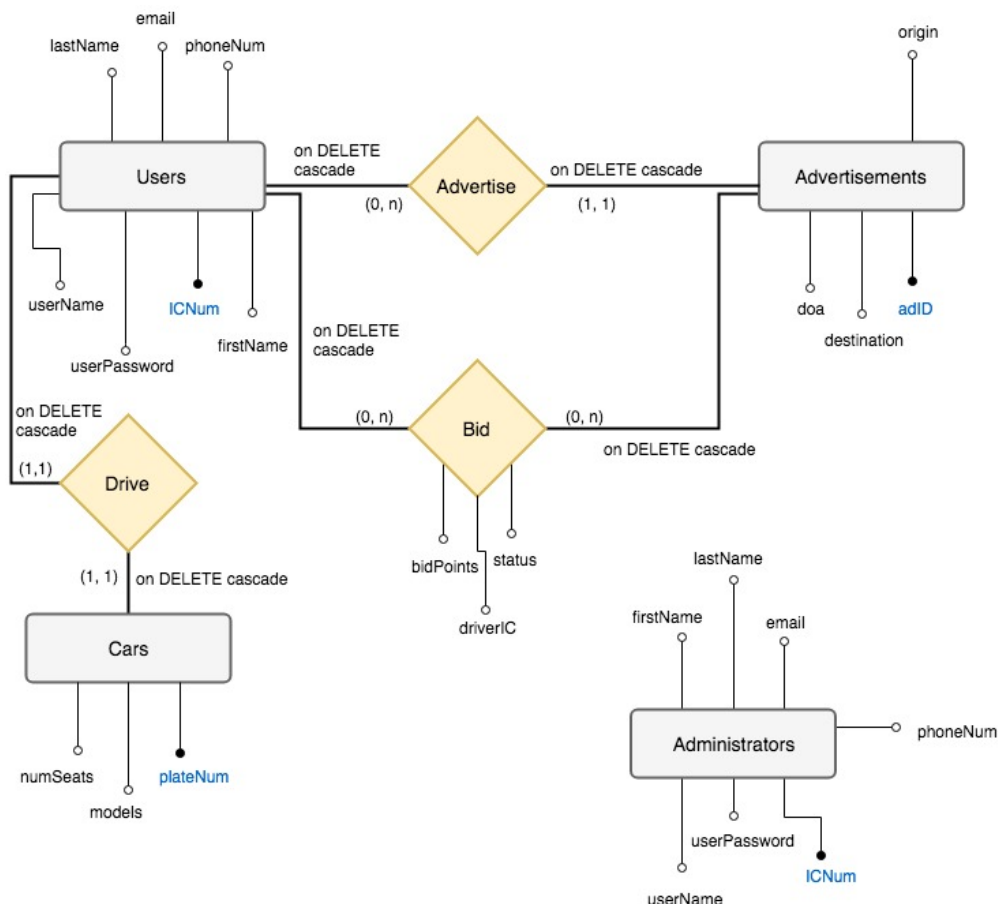 email
lastName
phoneNum
origin
Users
on DELETE
cascade
Advertise
on DELETE cascade
Advertisements
(0, n)
(1, 1)
userName
ICNum
firstName
userPassword
doa
adID
destination
on DELETE
cascade
on DELETE
cascade
(1,1)
Drive
(0, n)
Bid
(0, n)
on DELETE cascade
(1, 1)
on DELETE cascade
bidPoints
status
driverIC
Cars
numSeats
plateNum
models
lastName
firstName
email
Administrators
phoneNum
userPassword
ICNum
userName